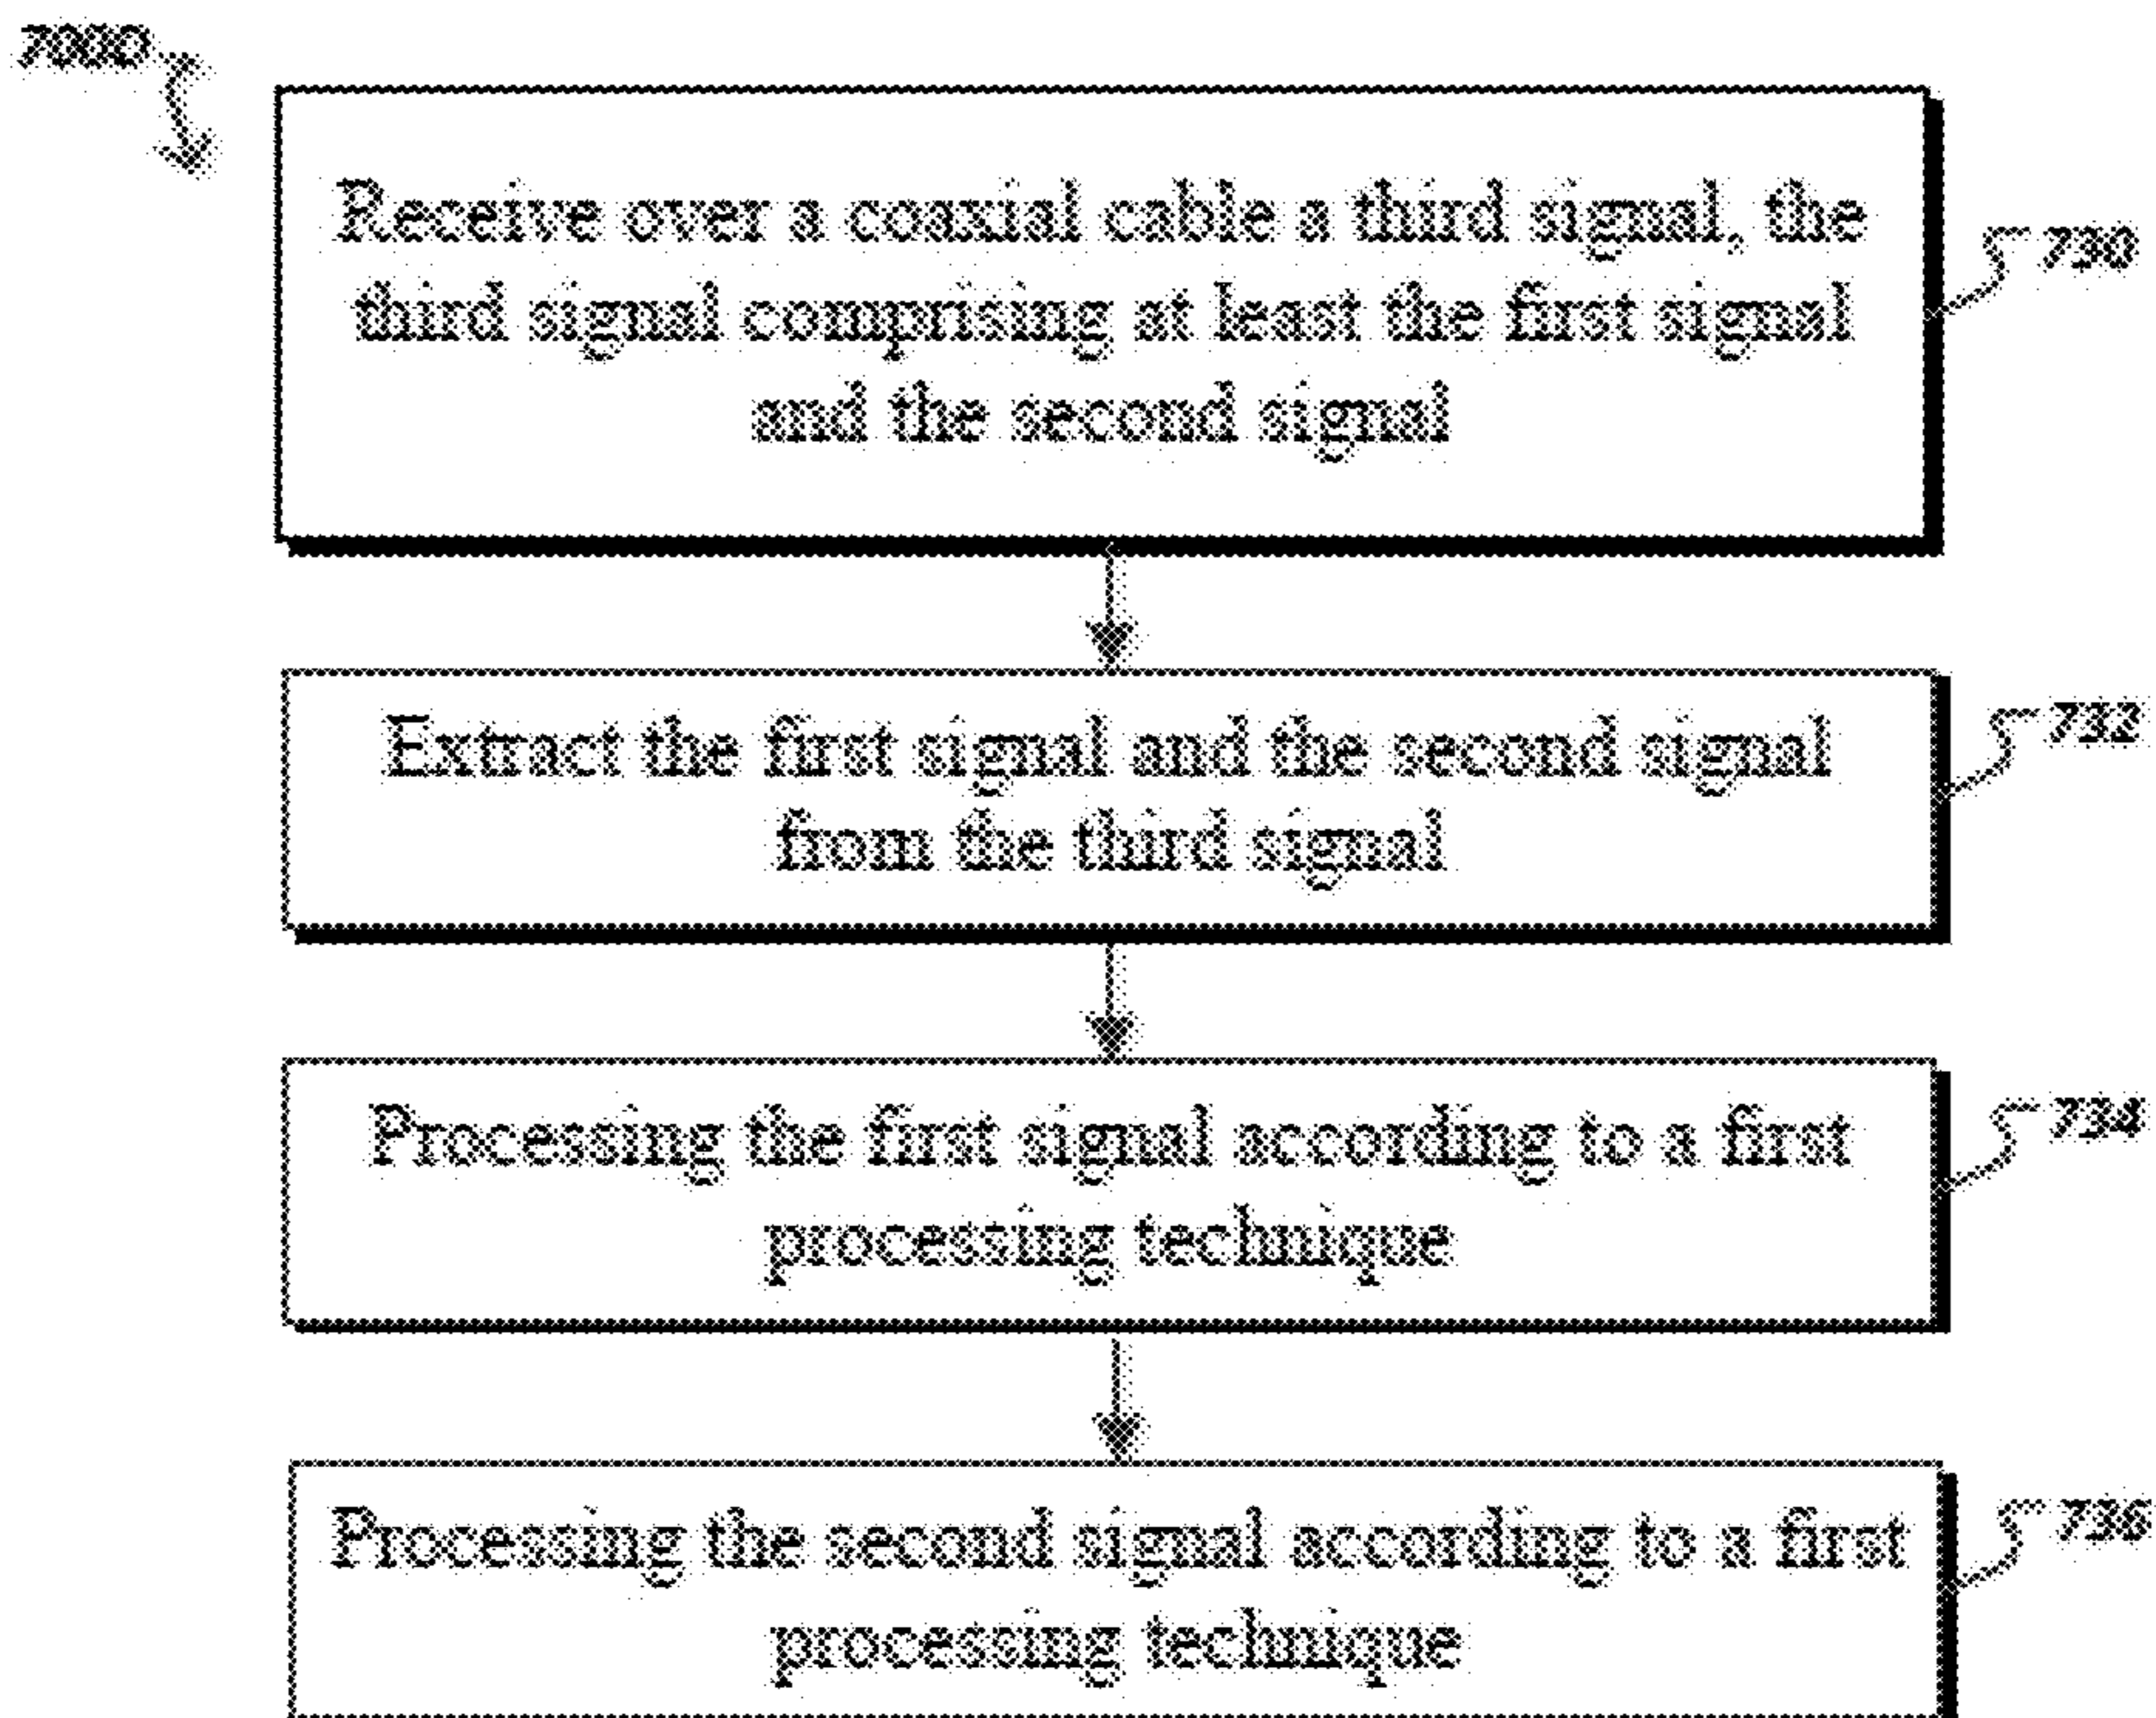 7000
Receive over a coaxial cable a third signal, the
730
third signal comprising at least the first signal
and the second signal
Extract the first signal and the second signal
732
from the third signal
Processing the first signal according to a first
734
processing technique
Processing the second signal according to a first
736
processing technique